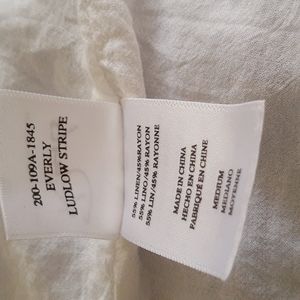 200-109A-1845
EVERLY
LUDLOW STRIPE
55% LINEN/45%RAYON
55% LINO/45% RAYON
55% LIN/45% RAYONNE
MADE IN CHINA
HECHO EN CHINA
FABRIQUÉ EN CHINE
MEDIUM
MEDIANO
MOYENNE